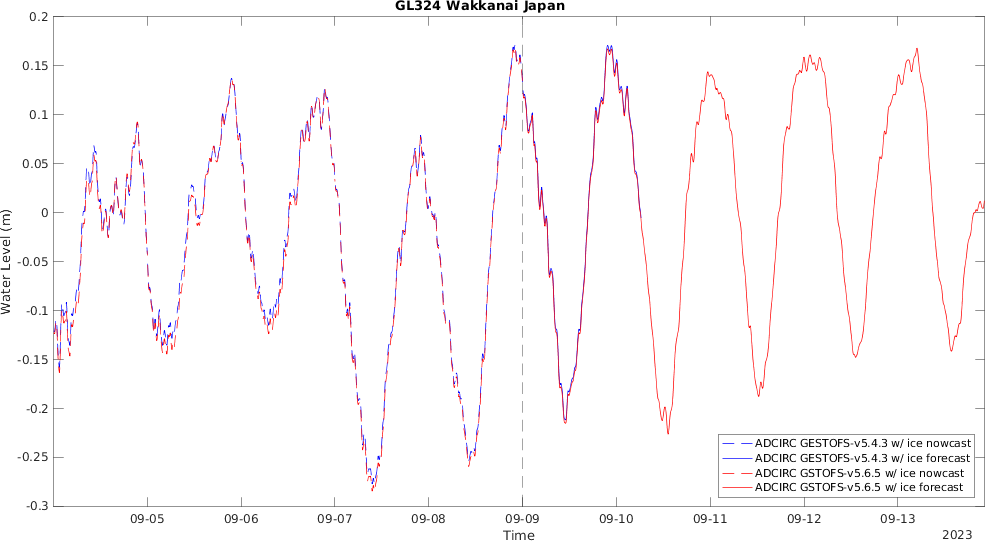 GL324 Wakkanai Japan
0.2
0.15
0.1
0.05
0
-0.05
-0.1
-0.15
-0.2
-0.25
-0.3
Water Level (m)
ADCIRC GESTOFS-v5.4.3 w/ ice nowcast
ADCIRC GESTOFS-v5.4.3 w/ ice forecast
ADCIRC GSTOFS-v5.6.5 w/ ice nowcast
ADCIRC GSTOFS-v5.6.5 w/ ice forecast
09-05 09-06 09-07 09-08 09-09 09-10 09-11 09-12 09-13
Time
2023